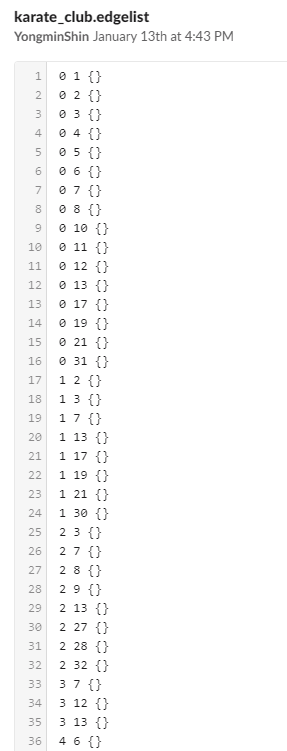 karate_club.edgelist
YongminShin January 13th at 4:43 PM
1 0 1 {}
2 0 2 {}
3 0 3 {}
4 0 4 {}
5 0 5 {}
6 0 6 {}
7 0 7 {}
8 0 8 {}
9 0 10 {}
10 0 11 {}
11 0 12 {}
12 0 13 {}
13 0 17 {}
14 0 19 {}
15 0 21 {}
16 0 31 {}
17 1 2 {}
18 1 3 {}
19 1 7 {}
20 1 13 {}
21 1 17 {}
22 1 19 {}
23 1 21 {}
24 1 30 {}
25 2 3 {}
26 2 7 {}
27 2 8 {}
28 2 9 {}
29 2 13 {}
30 2 27 {}
31 2 28 {}
32 2 32 {}
33 3 7 {}
34 3 12 {}
35 3 13 {}
36 4 6 {}